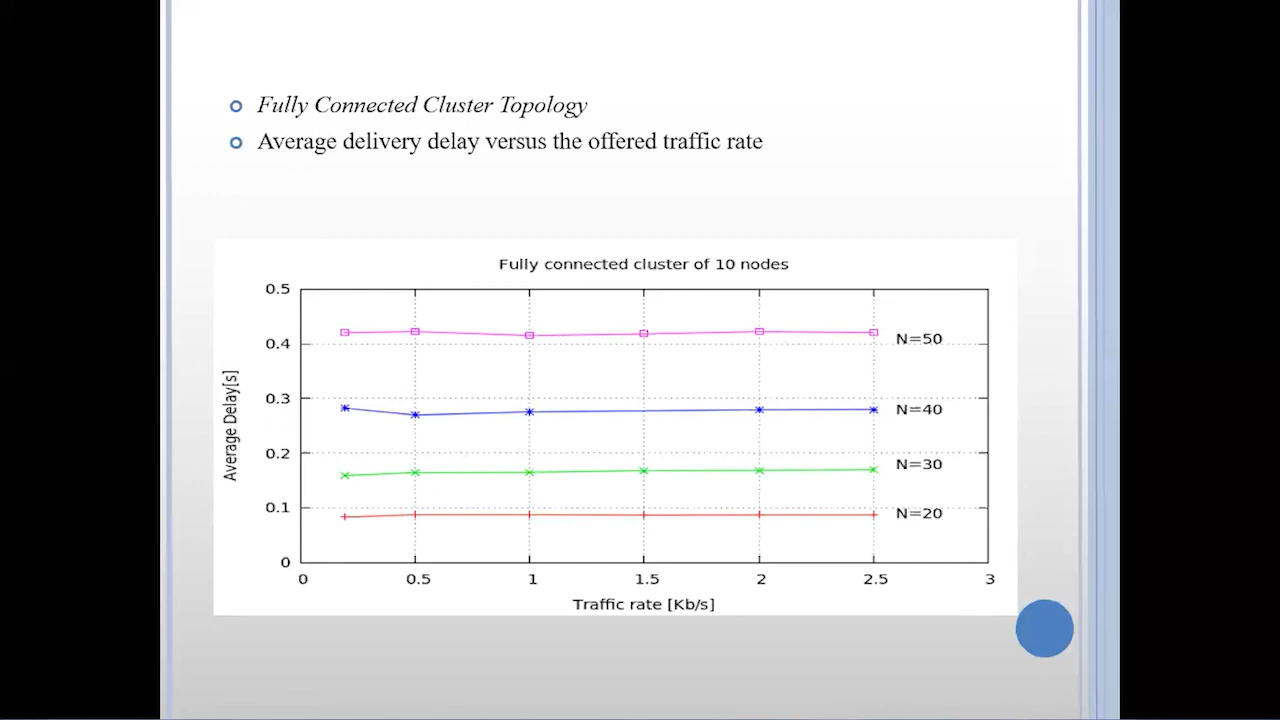 Fully Connected Cluster Topology
Average delivery delay versus the offered traffic rate
Fully connected cluster of 10 nodes
0.5
0.4
0.3
0.2
0.1
0
Average Delay[s]
N=50
N=40
N=30
N=20
0 0.5 1 1.5 2 2.5 3
Traffic rate [Kb/s]